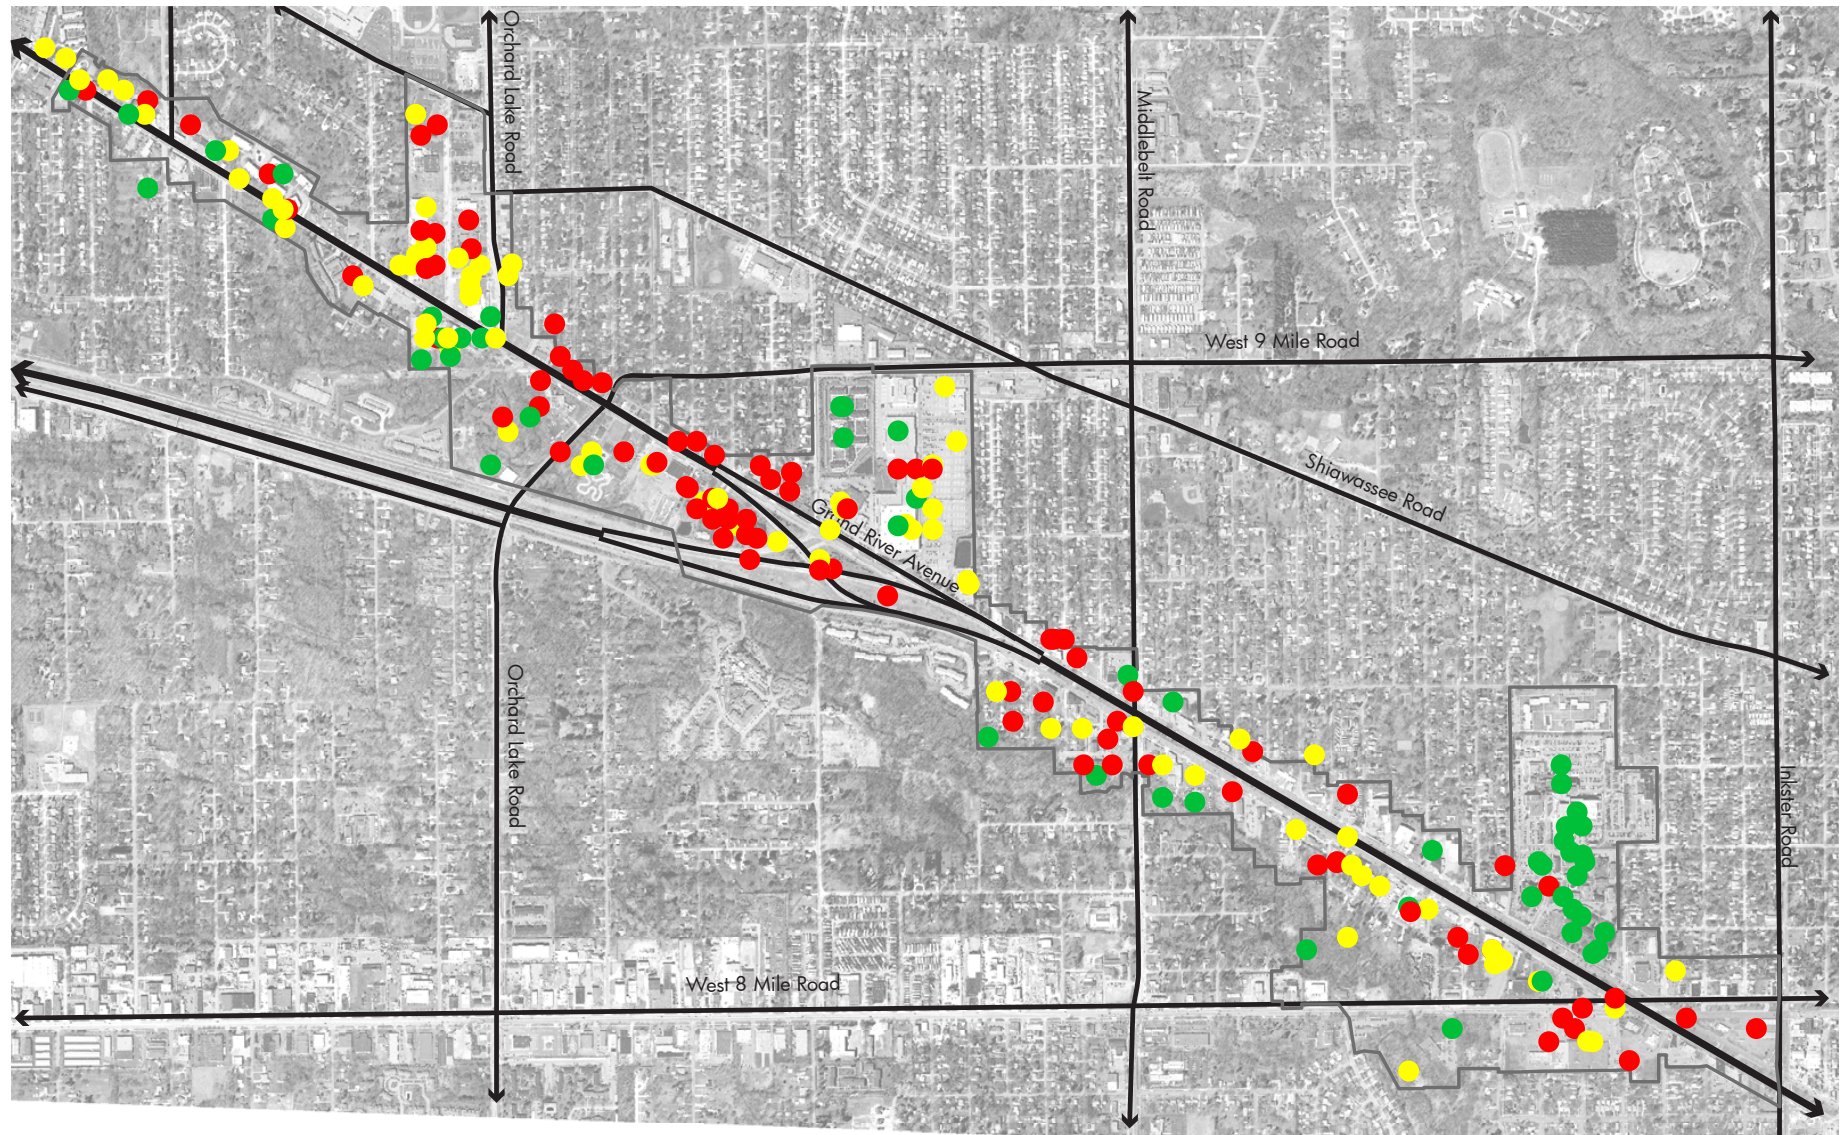 Orchard Lake Road
Middlebelt Road
West 9 Mile Road
Shiawassee Road
Grand River Avenue
Orchard Lake Road
Inkster Road
West 8 Mile Road